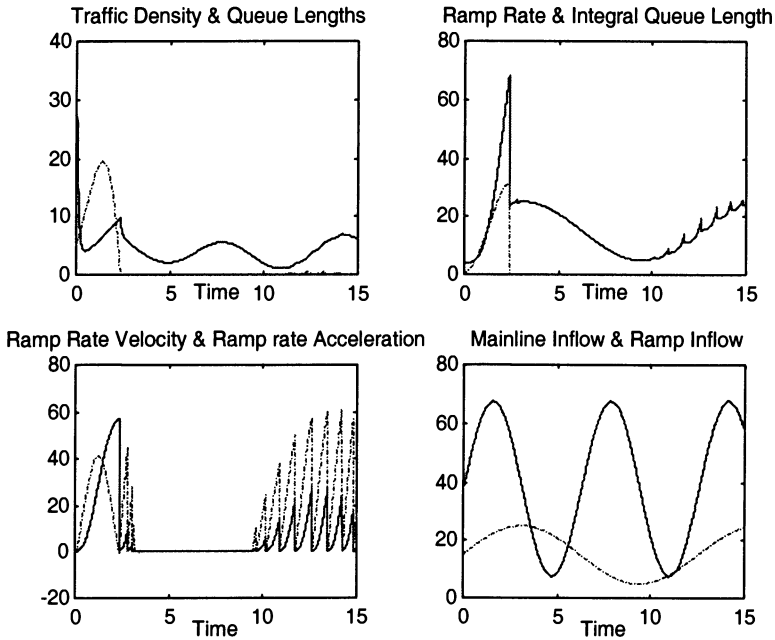 Traffic Density & Queue Lengths
40
30
20
10
0
0 5 10 15
Time
Ramp Rate & Integral Queue Length
80
60
40
20
0
0 5 10 15
Time
Ramp Rate Velocity & Ramp rate Acceleration
80
60
40
20
0
-20
0 5 10 15
Time
Mainline Inflow & Ramp Inflow
80
60
40
20
0
0 5 10 15
Time